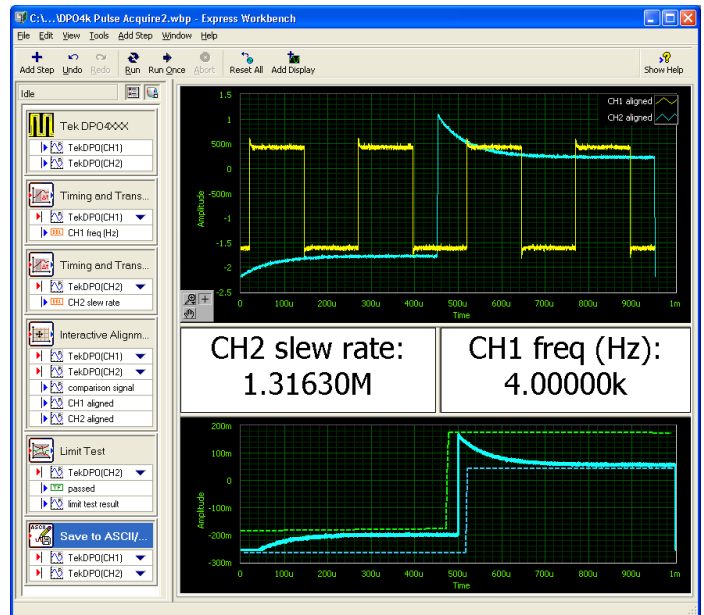 C:\...\DPO4k Pulse Acquire2.wbp - Express Workbench
File Edit View Tools Add Step Window Help
Add Step Undo Redo Run Run Once Abort Reset All Add Display Show Help
Idle
Tek DPO4XXX
TekDPO(CH1)
TekDPO(CH2)
Timing and Trans...
TekDPO(CH1)
DBL CH1 freq (Hz)
Timing and Trans...
TekDPO(CH2)
DBL CH2 slew rate
Interactive Alignm...
TekDPO(CH1)
TekDPO(CH2)
comparison signal
CH1 aligned
CH2 aligned
Limit Test
TekDPO(CH2)
TF passed
limit test result
ASCII
Save to ASCII/...
TekDPO(CH1)
TekDPO(CH2)
CH1 aligned
CH2 aligned
Amplitude
1.5
1
500m
0
-500m
-1
-1.5
-2
-2.5
0 100u 200u 300u 400u 500u 600u 700u 800u 900u 1m
Time
CH2 slew rate:
1.31630M
CH1 freq (Hz):
4.00000k
Amplitude
200m
100m
0
-100m
-200m
-300m
0 100u 200u 300u 400u 500u 600u 700u 800u 900u 1m
Time